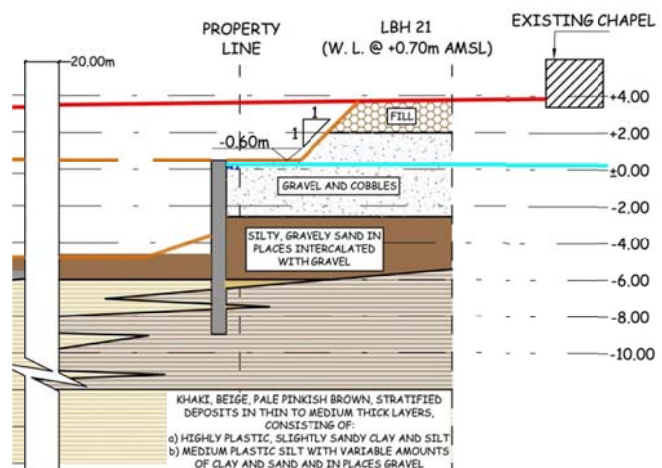 PROPERTY
LINE
LBH 21
(W. L. @ +0.70m AMSL)
EXISTING CHAPEL
20.00m
+4.00
+2.00
±0.00
-2.00
-4.00
-6.00
-8.00
-10.00
1
1
-0.60m
FILL
GRAVEL AND COBBLES
SILTY, GRAVELY SAND IN
PLACES INTERCALATED
WITH GRAVEL
KHAKI, BEIGE, PALE PINKISH BROWN, STRATIFIED
DEPOSITS IN THIN TO MEDIUM THICK LAYERS,
CONSISTING OF:
a) HIGHLY PLASTIC, SLIGHTLY SANDY CLAY AND SILT
b) MEDIUM PLASTIC SILT WITH VARIABLE AMOUNTS
OF CLAY AND SAND AND IN PLACES GRAVEL